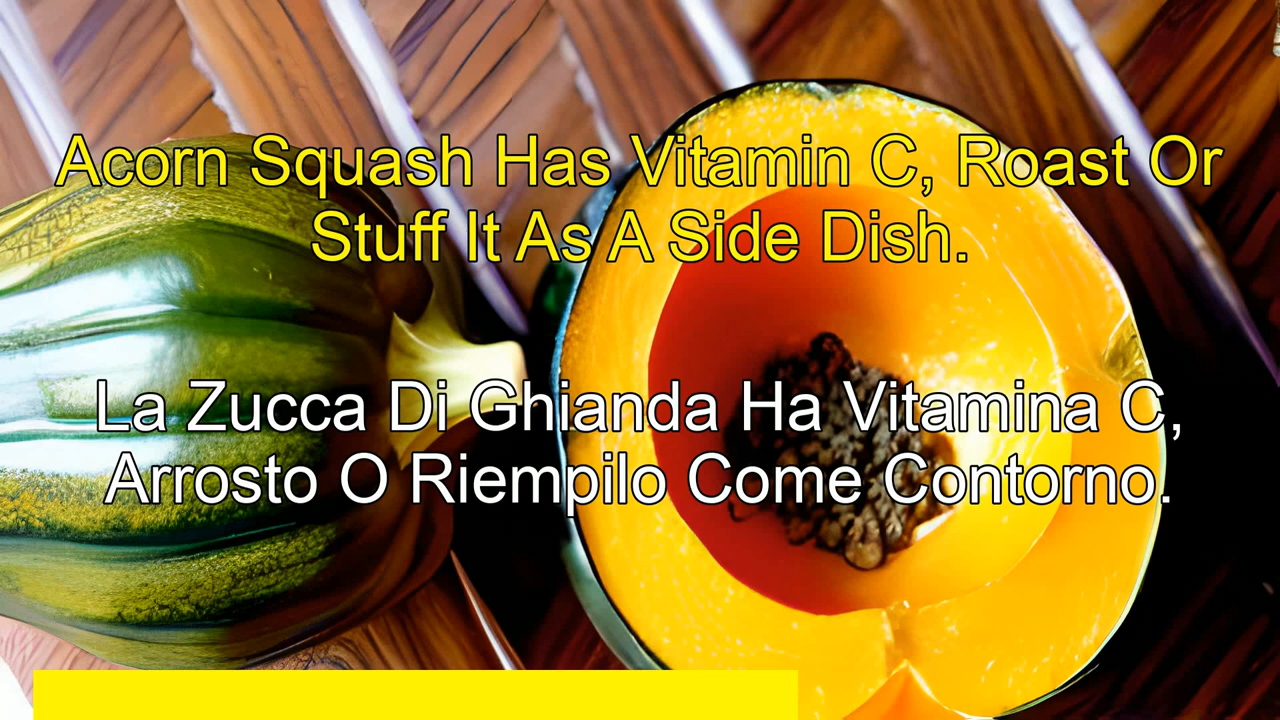 Acorn Squash Has Vitamin C, Roast Or
Stuff It As A Side Dish.
La Zucca Di Ghianda Ha Vitamina C,
Arrosto O Riempilo Come Contorno.